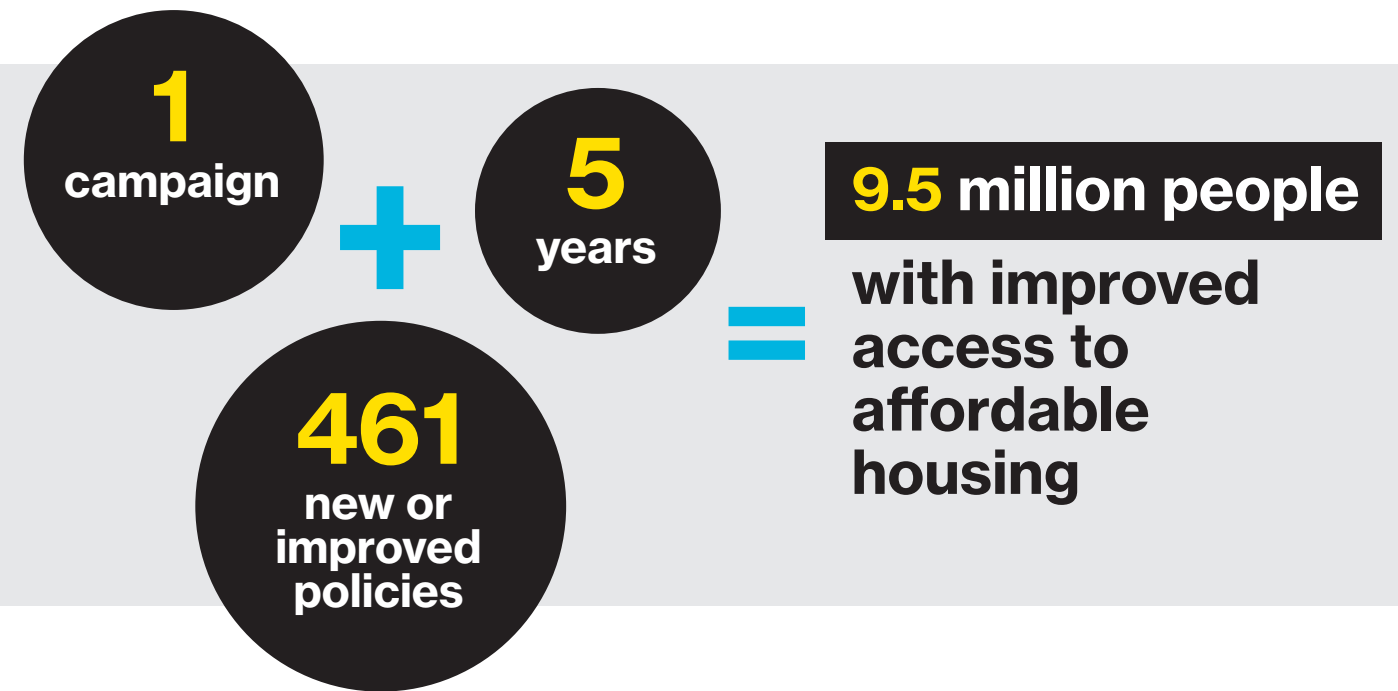 1
campaign
+
5
years
461
new or
improved
policies
=
9.5 million people
with improved
access to
affordable
housing